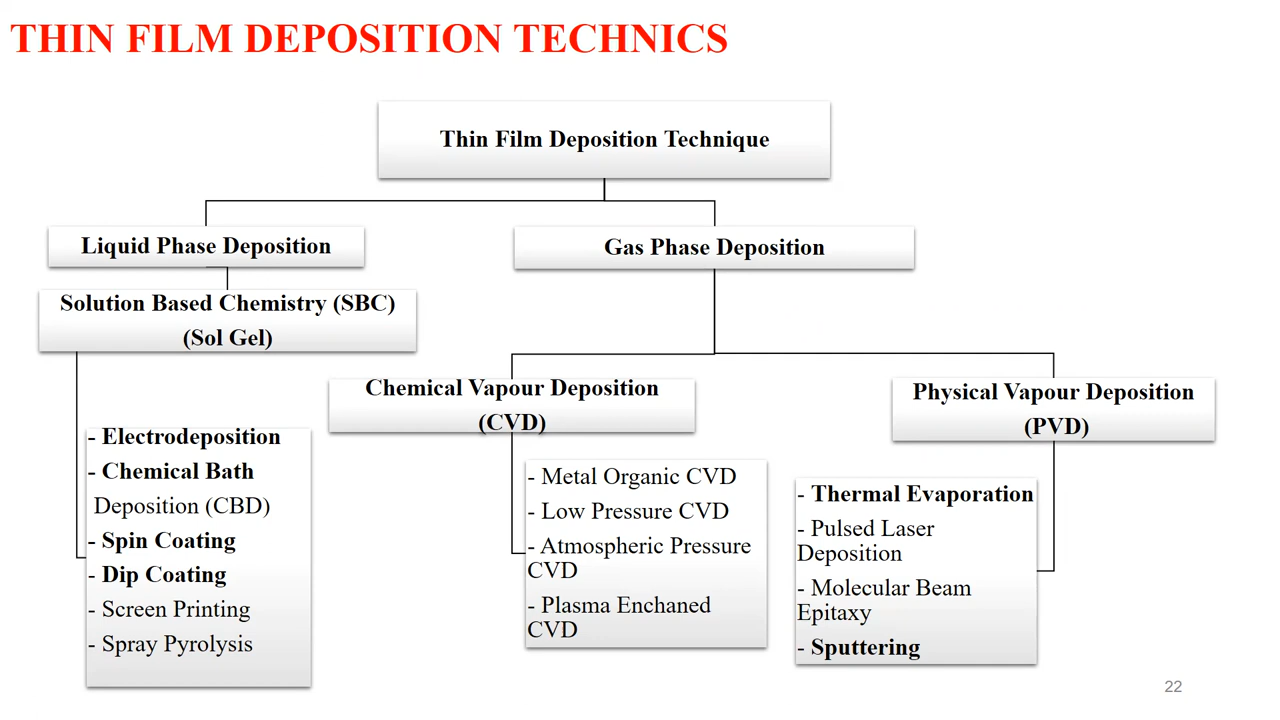 THIN FILM DEPOSITION TECHNICS
Thin Film Deposition Technique
Liquid Phase Deposition
Gas Phase Deposition
Solution Based Chemistry (SBC)
(Sol Gel)
Chemical Vapour Deposition
(CVD)
Physical Vapour Deposition
(PVD)
- Electrodeposition
- Chemical Bath
Deposition (CBD)
- Spin Coating
- Dip Coating
- Screen Printing
- Spray Pyrolysis
- Metal Organic CVD
- Low Pressure CVD
- Atmospheric Pressure
CVD
- Plasma Enchaned
CVD
- Thermal Evaporation
- Pulsed Laser
Deposition
- Molecular Beam
Epitaxy
- Sputtering
22